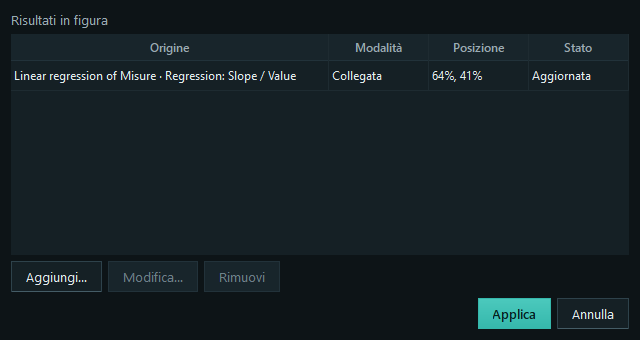 Risultati in figura
Origine Modalità Posizione Stato
Linear regression of Misure · Regression: Slope / Value Collegata 64%, 41% Aggiornata
Aggiungi... Modifica... Rimuovi
Applica Annulla